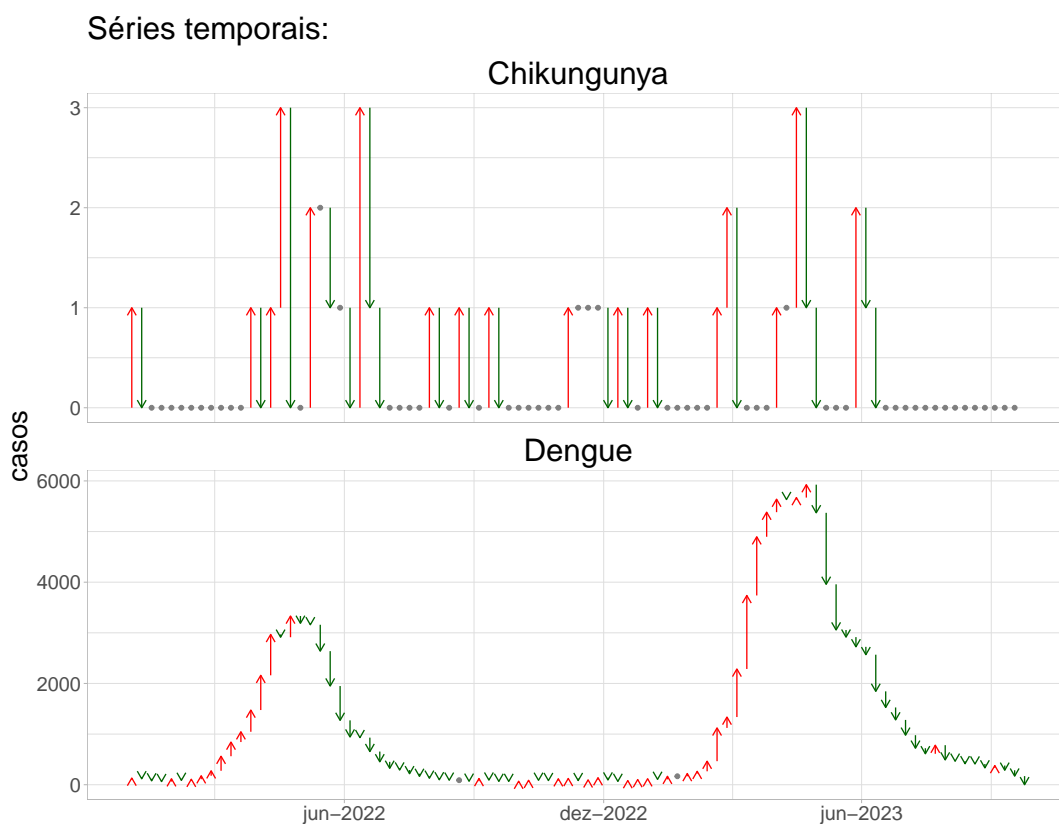 Séries temporais:
Chikungunya
3
2
1
0
casos
Dengue
6000
4000
2000
0
jun−2022
dez−2022
jun−2023